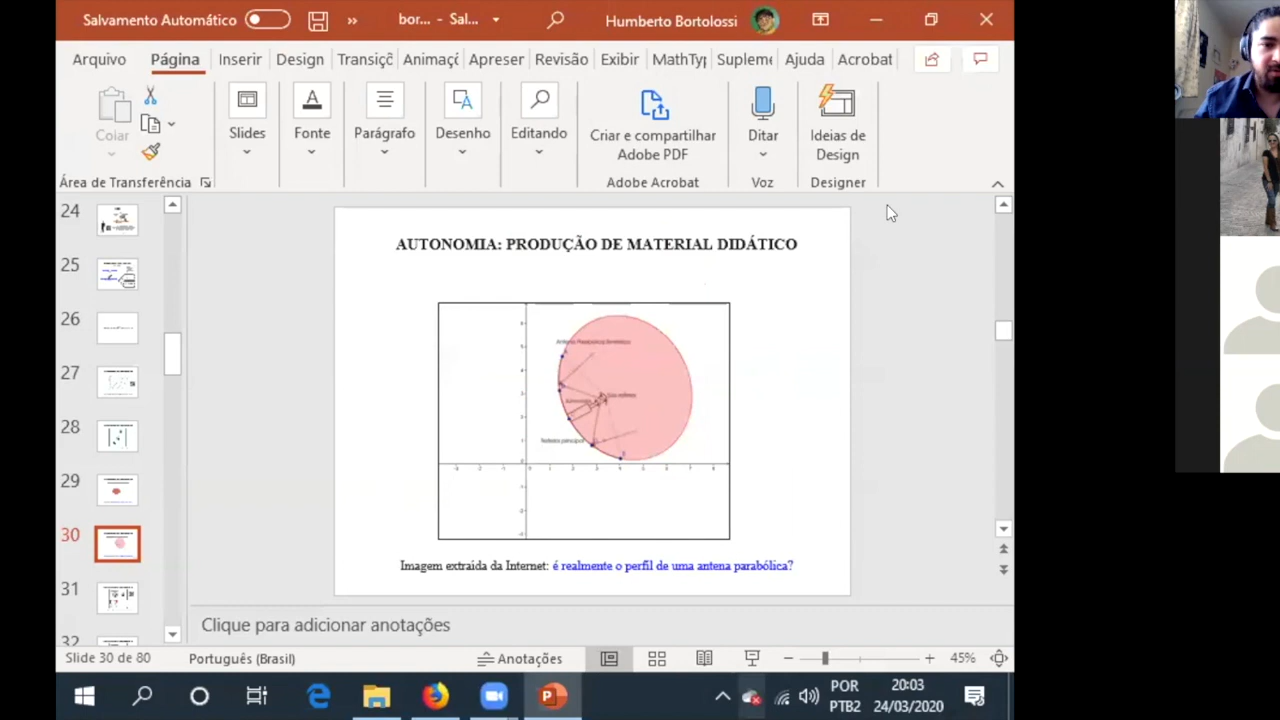 Salvamento Automático
bor... - Sal...
Humberto Bortolossi
Arquivo
Página
Inserir
Design
Transiçõ
Animaçõ
Apreser
Revisão
Exibir
MathTyp
Supleme
Ajuda
Acrobat
Colar
Slides
Fonte
Parágrafo
Desenho
Editando
Criar e compartilhar
Adobe PDF
Ditar
Ideias de
Design
Área de Transferência
Adobe Acrobat
Voz
Designer
24
25
26
27
28
29
30
31
32
AUTONOMIA: PRODUÇÃO DE MATERIAL DIDÁTICO
Imagem extraída da Internet: é realmente o perfil de uma antena parabólica?
Clique para adicionar anotações
Slide 30 de 80
Português (Brasil)
Anotações
45%
POR
PTB2
20:03
24/03/2020